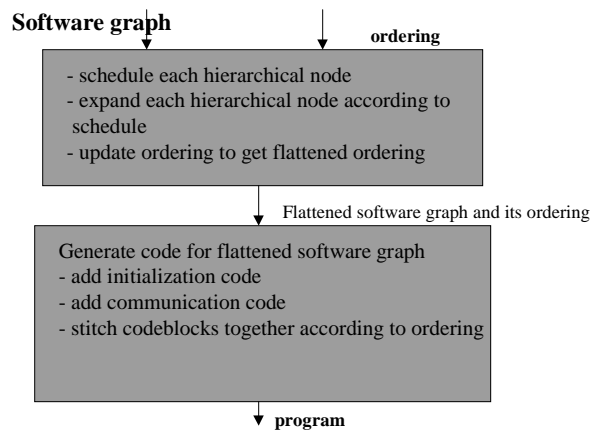 Software graph
ordering
- schedule each hierarchical node
- expand each hierarchical node according to
schedule
- update ordering to get flattened ordering
Flattened software graph and its ordering
Generate code for flattened software graph
- add initialization code
- add communication code
- stitch codeblocks together according to ordering
program